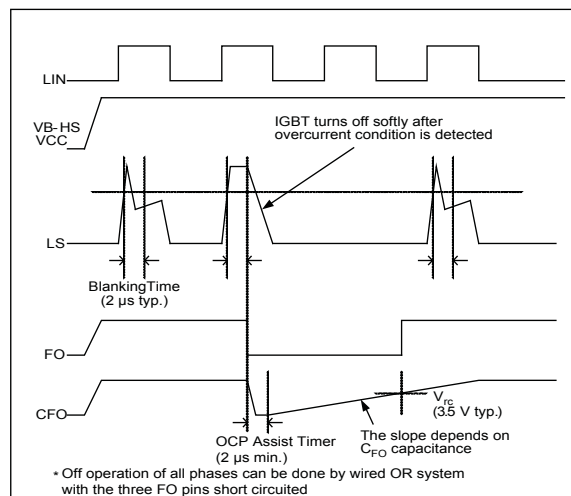 LIN
VB-HS
VCC
IGBT turns off softly after
overcurrent condition is detected
LS
BlankingTime
(2 µs typ.)
FO
CFO
Vrc
(3.5 V typ.)
OCP Assist Timer
(2 µs min.)
The slope depends on
CFO capacitance
* Off operation of all phases can be done by wired OR system
with the three FO pins short circuited